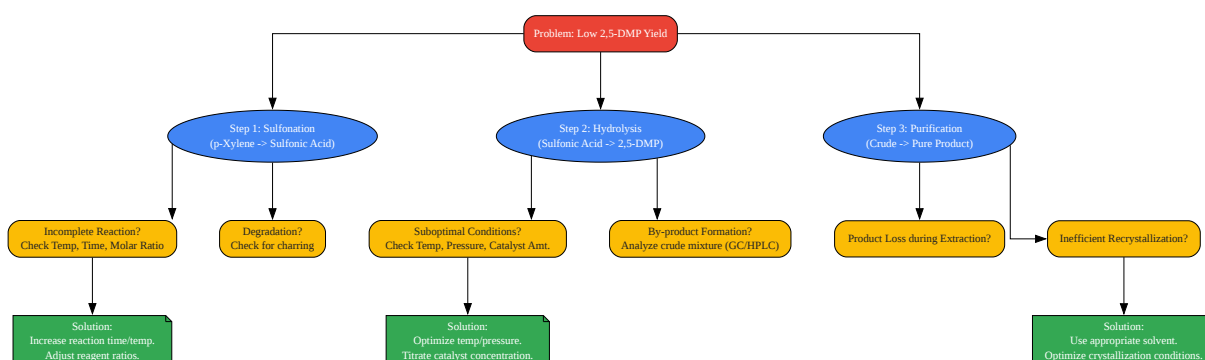 Problem: Low 2,5-DMP Yield
Step 1: Sulfonation
(p-Xylene -> Sulfonic Acid)
Step 2: Hydrolysis
(Sulfonic Acid -> 2,5-DMP)
Step 3: Purification
(Crude -> Pure Product)
Incomplete Reaction?
Check Temp, Time, Molar Ratio
Degradation?
Check for charring
Suboptimal Conditions?
Check Temp, Pressure, Catalyst Amt.
By-product Formation?
Analyze crude mixture (GC/HPLC)
Product Loss during Extraction?
Inefficient Recrystallization?
Solution:
Increase reaction time/temp.
Adjust reagent ratios.
Solution:
Optimize temp/pressure.
Titrate catalyst concentration.
Solution:
Use appropriate solvent.
Optimize crystallization conditions.